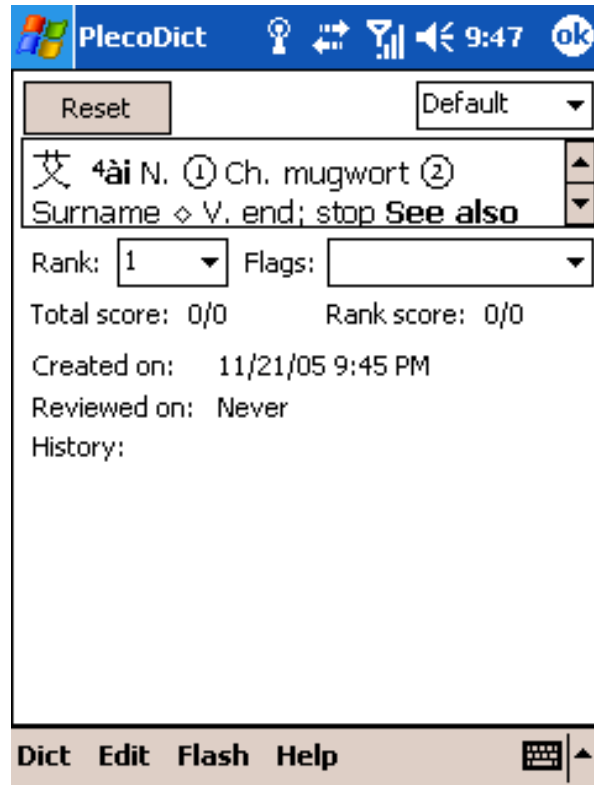 PlecoDict 9:47 ok
Reset Default
艾 ⁴ài N. ① Ch. mugwort ②
Surname ◇ V. end; stop See also
Rank: 1 Flags:
Total score: 0/0 Rank score: 0/0
Created on: 11/21/05 9:45 PM
Reviewed on: Never
History:
Dict Edit Flash Help